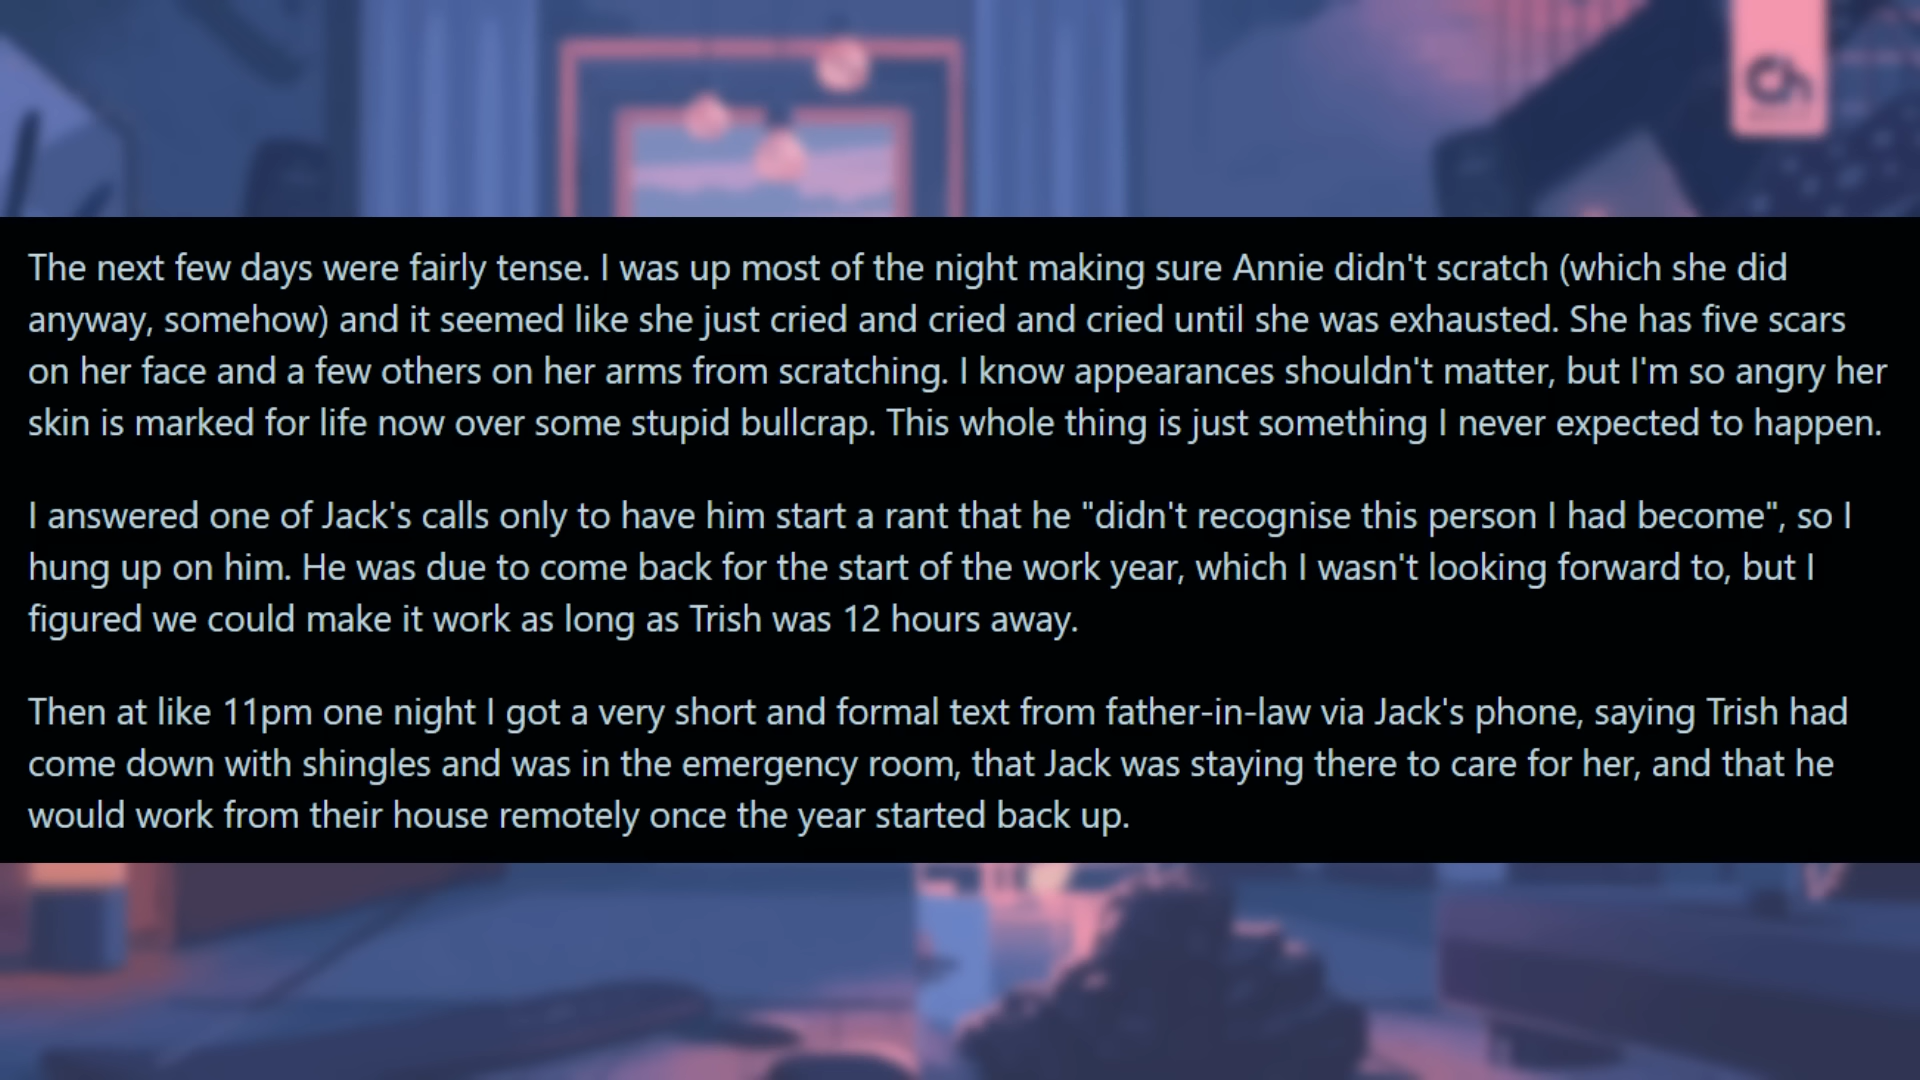 The next few days were fairly tense. I was up most of the night making sure Annie didn't scratch (which she did
anyway, somehow) and it seemed like she just cried and cried and cried until she was exhausted. She has five scars
on her face and a few others on her arms from scratching. I know appearances shouldn't matter, but I'm so angry her
skin is marked for life now over some stupid bullcrap. This whole thing is just something I never expected to happen.
I answered one of Jack's calls only to have him start a rant that he "didn't recognise this person I had become", so I
hung up on him. He was due to come back for the start of the work year, which I wasn't looking forward to, but I
figured we could make it work as long as Trish was 12 hours away.
Then at like 11pm one night I got a very short and formal text from father-in-law via Jack's phone, saying Trish had
come down with shingles and was in the emergency room, that Jack was staying there to care for her, and that he
would work from their house remotely once the year started back up.